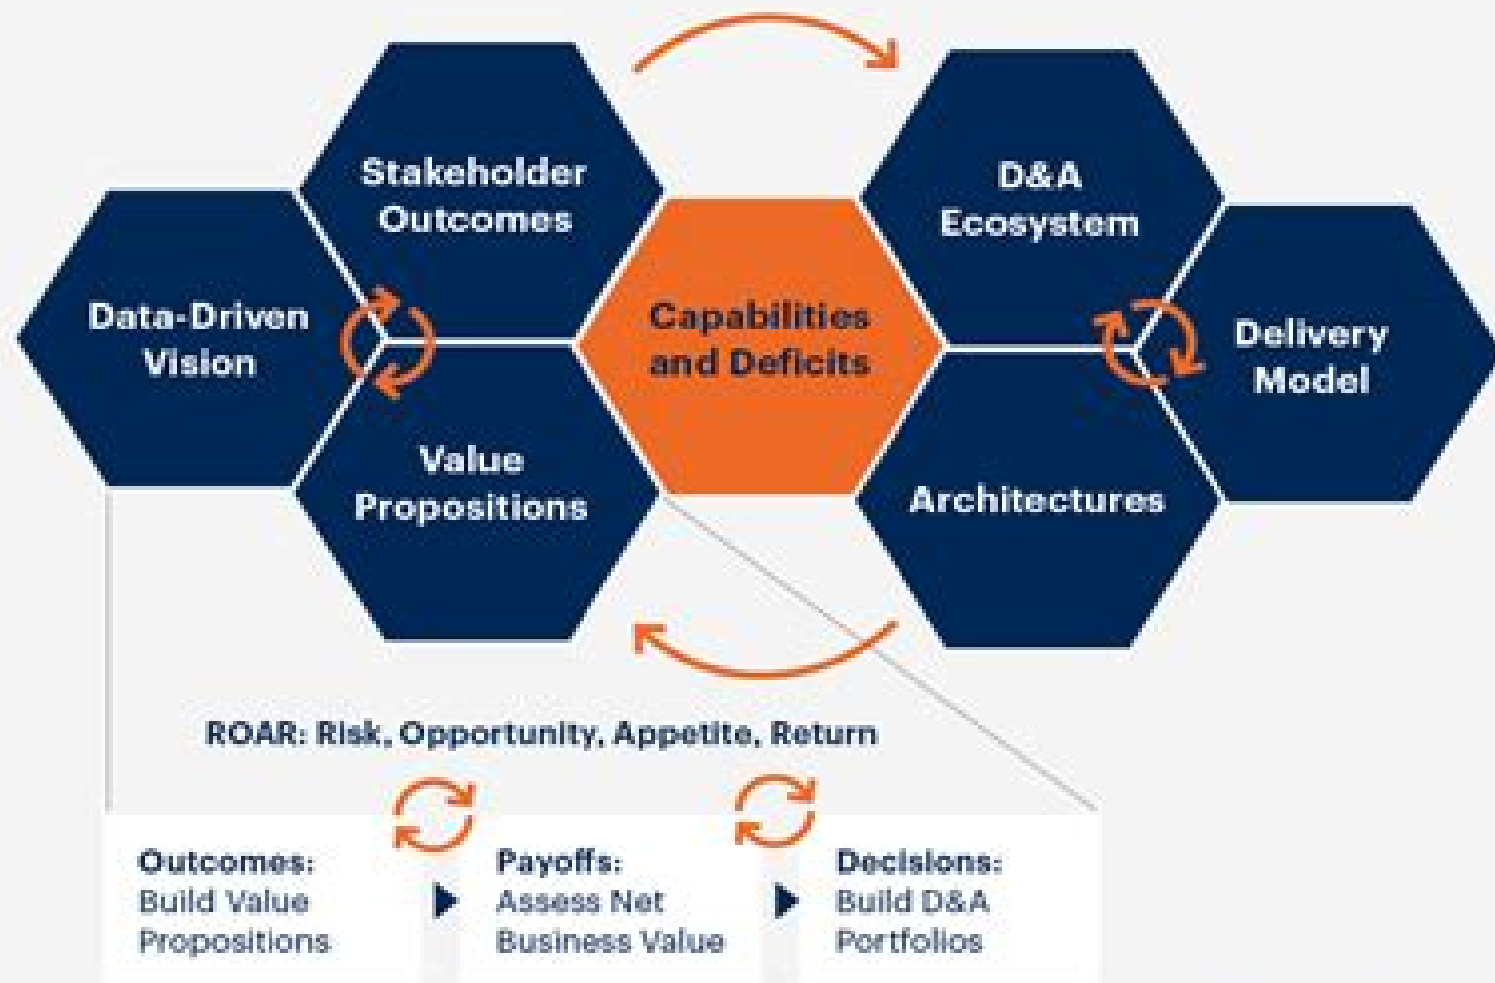 Stakeholder
Outcomes
D&A
Ecosystem
Data-Driven
Vision
Capabilities
and Deficits
Delivery
Model
Value
Propositions
Architectures
ROAR: Risk, Opportunity, Appetite, Return
Outcomes:
Build Value
Propositions
Payoffs:
Assess Net
Business Value
Decisions:
Build D&A
Portfolios